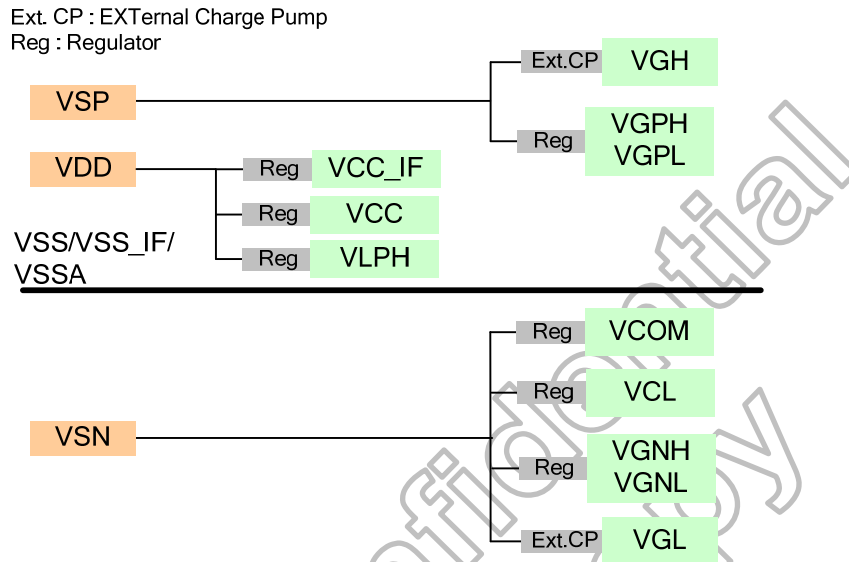 Ext. CP : EXTernal Charge Pump
Reg : Regulator
VSP
Ext.CP
VGH
Reg
VGPH
VGPL
VDD
Reg
VCC_IF
Reg
VCC
Reg
VLPH
VSS/VSS_IF/
VSSA
VSN
Reg
VCOM
Reg
VCL
Reg
VGNH
VGNL
Ext.CP
VGL